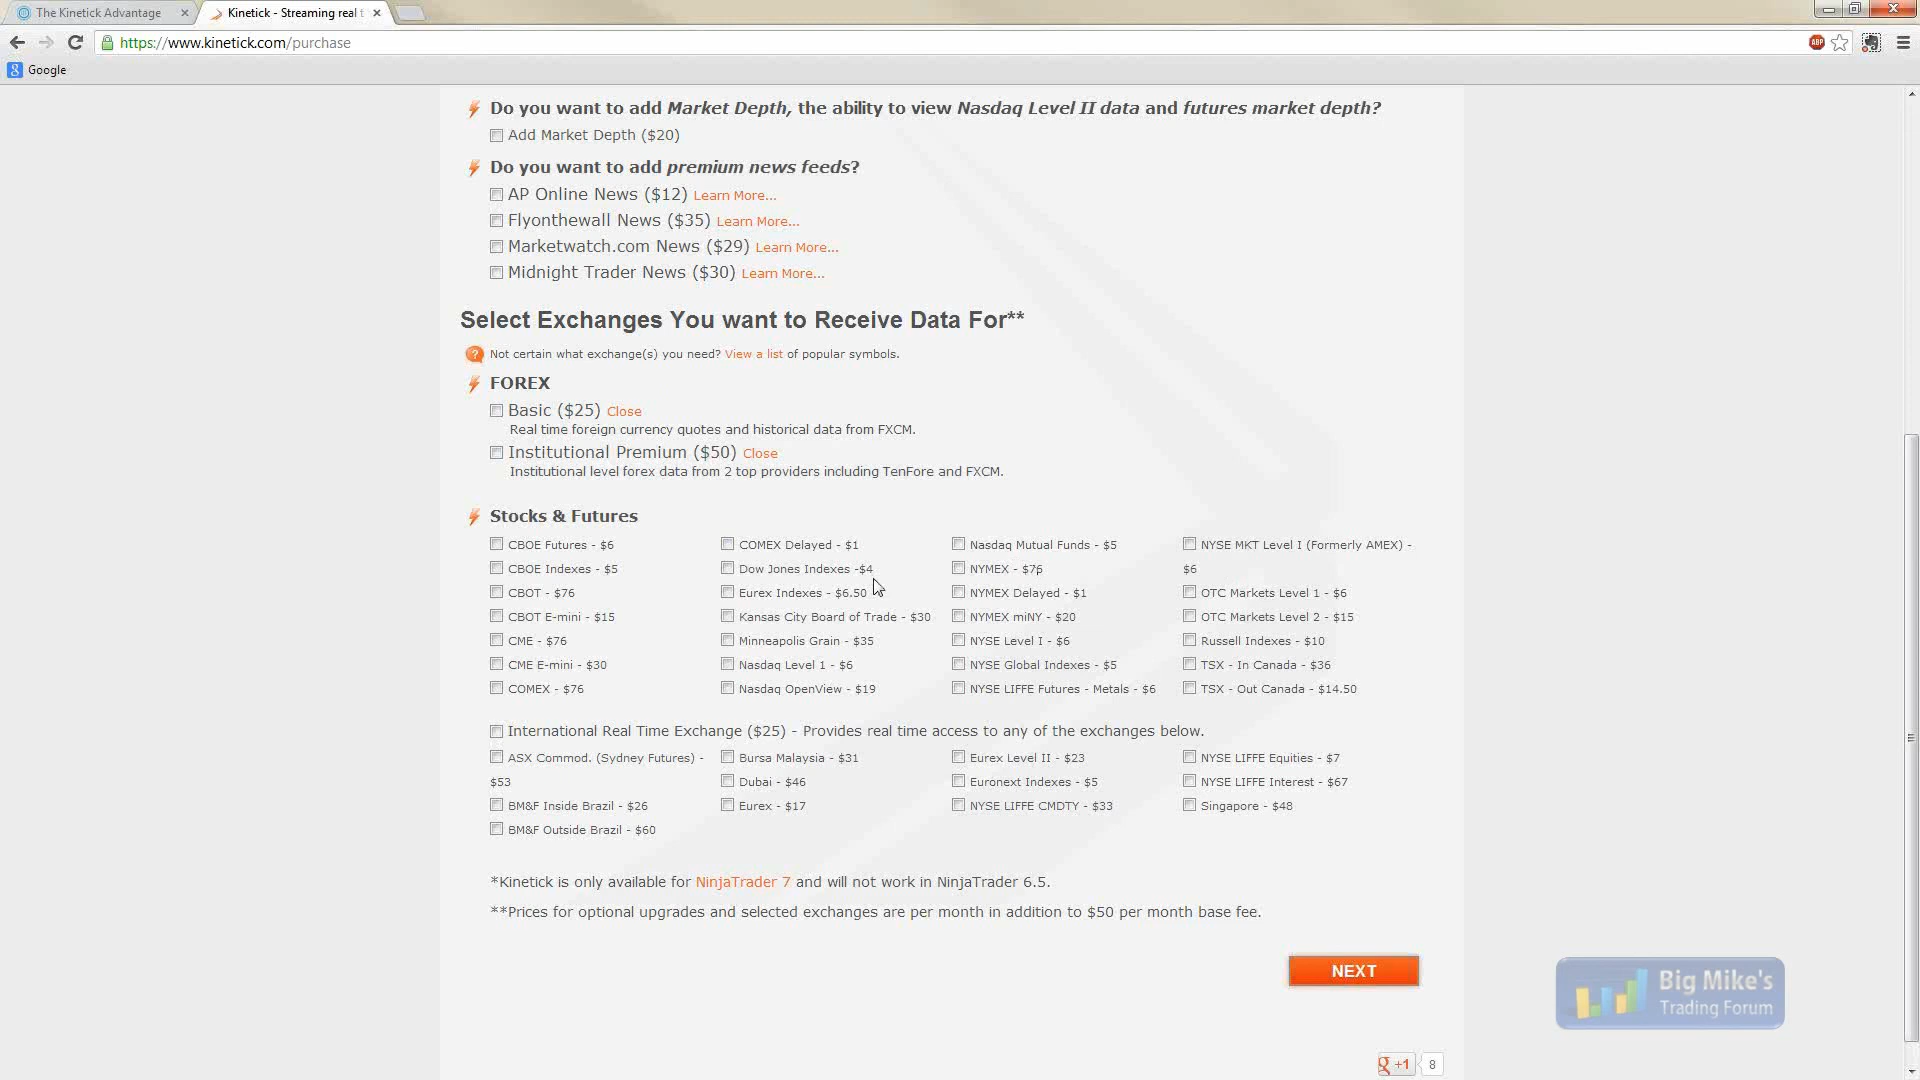 The Kinetick Advantage
Kinetick - Streaming real t
https://www.kinetick.com/purchase
ABP
Google
Do you want to add Market Depth, the ability to view Nasdaq Level II data and futures market depth?
Add Market Depth ($20)
Do you want to add premium news feeds?
AP Online News ($12) Learn More...
Flyonthewall News ($35) Learn More...
Marketwatch.com News ($29) Learn More...
Midnight Trader News ($30) Learn More...
Select Exchanges You want to Receive Data For**
Not certain what exchange(s) you need? View a list of popular symbols.
FOREX
Basic ($25) Close
Real time foreign currency quotes and historical data from FXCM.
Institutional Premium ($50) Close
Institutional level forex data from 2 top providers including TenFore and FXCM.
Stocks & Futures
CBOE Futures - $6
CBOE Indexes - $5
CBOT - $76
CBOT E-mini - $15
CME - $76
CME E-mini - $30
COMEX - $76
COMEX Delayed - $1
Dow Jones Indexes -$4
Eurex Indexes - $6.50
Kansas City Board of Trade - $30
Minneapolis Grain - $35
Nasdaq Level 1 - $6
Nasdaq OpenView - $19
Nasdaq Mutual Funds - $5
NYMEX - $76
NYMEX Delayed - $1
NYMEX miNY - $20
NYSE Level I - $6
NYSE Global Indexes - $5
NYSE LIFFE Futures - Metals - $6
NYSE MKT Level I (Formerly AMEX) -
$6
OTC Markets Level 1 - $6
OTC Markets Level 2 - $15
Russell Indexes - $10
TSX - In Canada - $36
TSX - Out Canada - $14.50
International Real Time Exchange ($25) - Provides real time access to any of the exchanges below.
ASX Commod. (Sydney Futures) -
$53
BM&F Inside Brazil - $26
BM&F Outside Brazil - $60
Bursa Malaysia - $31
Dubai - $46
Eurex - $17
Eurex Level II - $23
Euronext Indexes - $5
NYSE LIFFE CMDTY - $33
NYSE LIFFE Equities - $7
NYSE LIFFE Interest - $67
Singapore - $48
*Kinetick is only available for NinjaTrader 7 and will not work in NinjaTrader 6.5.
**Prices for optional upgrades and selected exchanges are per month in addition to $50 per month base fee.
NEXT
Big Mike's
Trading Forum
g +1 8